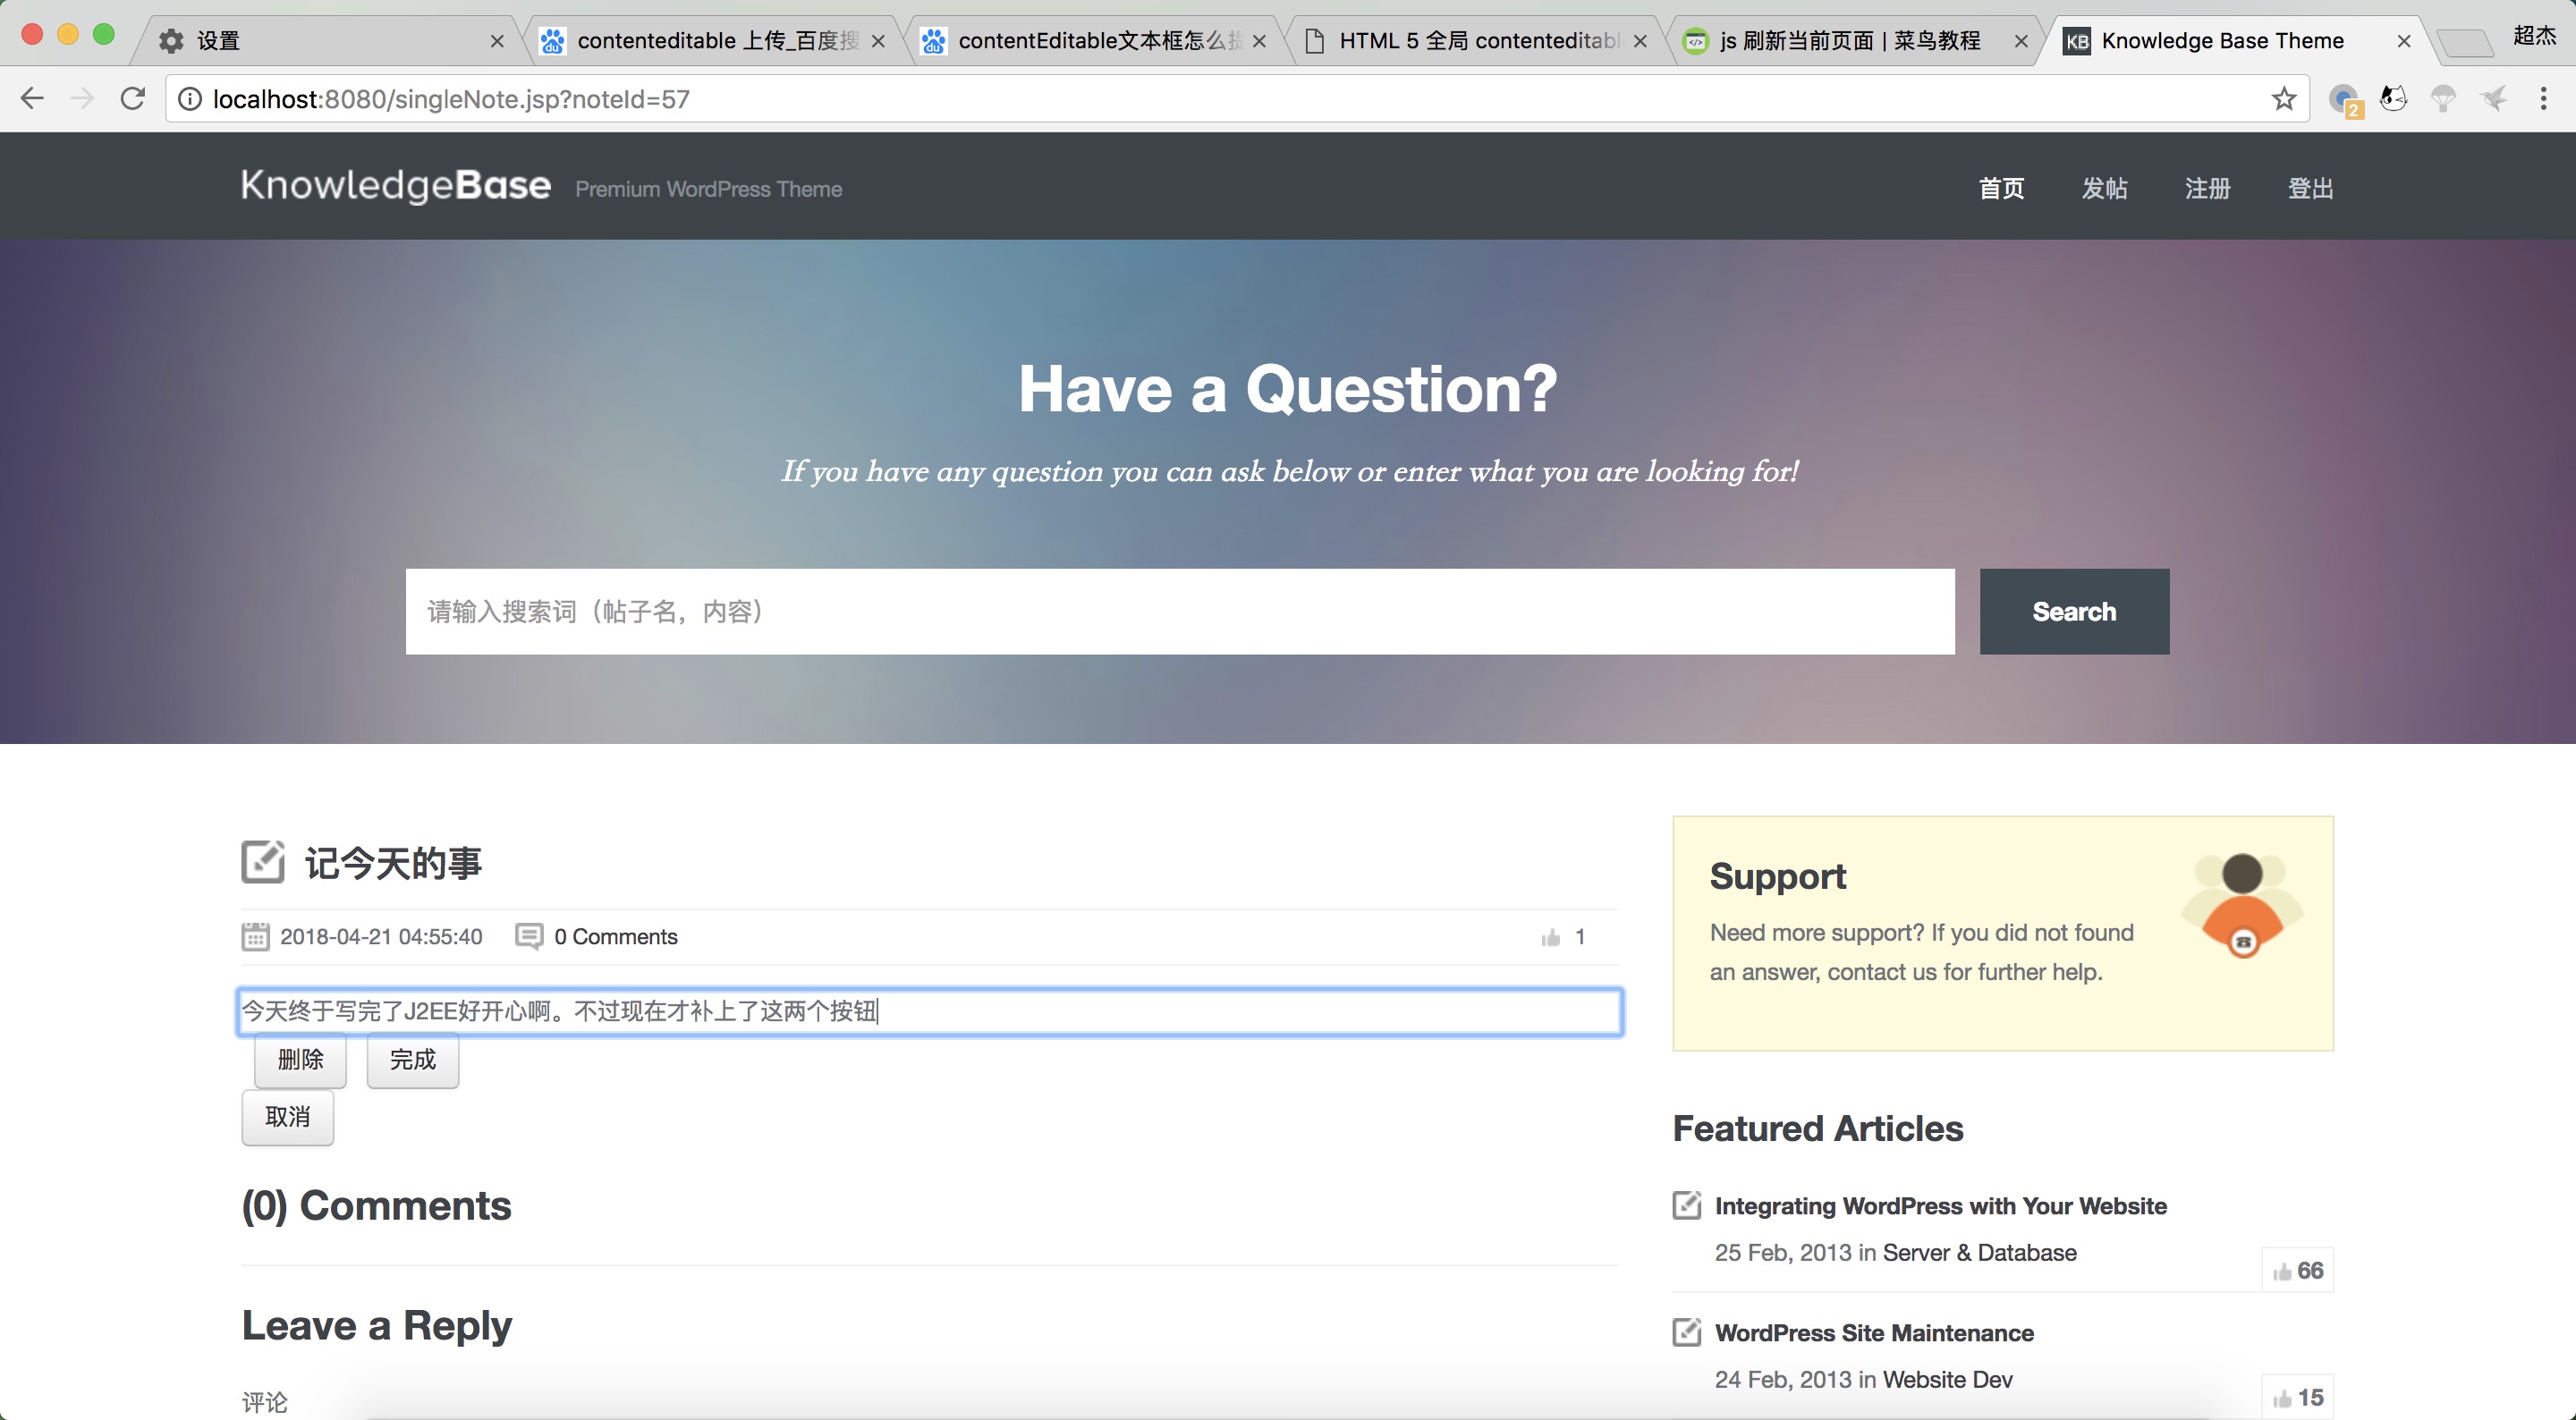 设置
contenteditable 上传_百度搜
contentEditable文本框怎么提
HTML 5 全局 contenteditabl
js 刷新当前页面 | 菜鸟教程
KB Knowledge Base Theme
超杰
localhost:8080/singleNote.jsp?noteId=57
2
KnowledgeBase Premium WordPress Theme
首页 发帖 注册 登出
Have a Question?
If you have any question you can ask below or enter what you are looking for!
请输入搜索词（帖子名，内容）
Search
记今天的事
2018-04-21 04:55:40 0 Comments 1
今天终于写完了J2EE好开心啊。不过现在才补上了这两个按钮
删除 完成
取消
(0) Comments
Leave a Reply
评论
Support
Need more support? If you did not found
an answer, contact us for further help.
Featured Articles
Integrating WordPress with Your Website
25 Feb, 2013 in Server & Database
66
WordPress Site Maintenance
24 Feb, 2013 in Website Dev
15